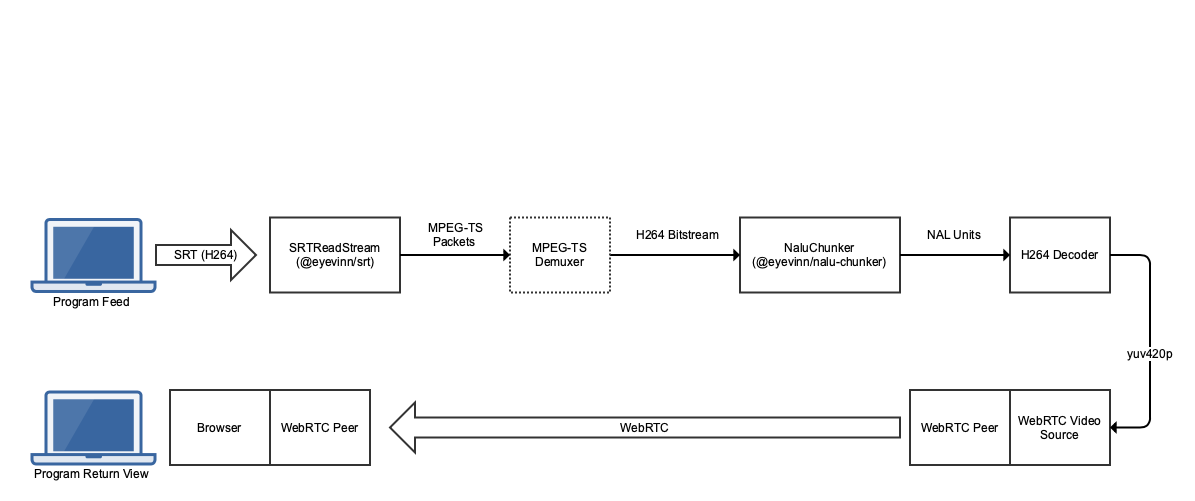 SRT (H264)
Program Feed
SRTReadStream
(@eyevinn/srt)
MPEG-TS
Packets
MPEG-TS
Demuxer
H264 Bitstream
NaluChunker
(@eyevinn/nalu-chunker)
NAL Units
H264 Decoder
yuv420p
Program Return View
Browser
WebRTC Peer
WebRTC
WebRTC Peer
WebRTC Video
Source